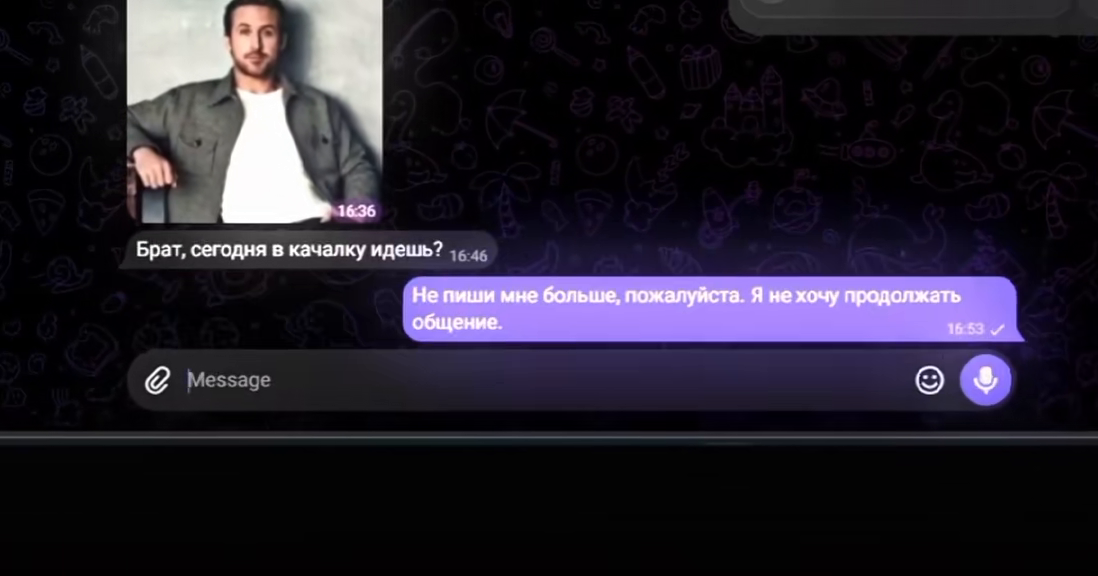 16:36
Брат, сегодня в качалку идешь? 16:46
Не пиши мне больше, пожалуйста. Я не хочу продолжать
общение.
16:53
Message